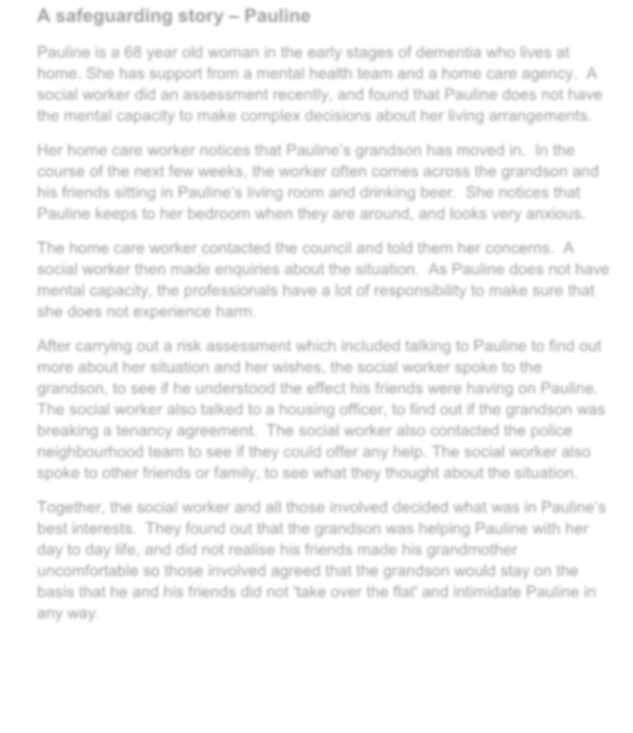 A safeguarding story – Pauline
Pauline is a 68 year old woman in the early stages of dementia who lives at
home. She has support from a mental health team and a home care agency.  A
social worker did an assessment recently, and found that Pauline does not have
the mental capacity to make complex decisions about her living arrangements.
Her home care worker notices that Pauline's grandson has moved in.  In the
course of the next few weeks, the worker often comes across the grandson and
his friends sitting in Pauline's living room and drinking beer.  She notices that
Pauline keeps to her bedroom when they are around, and looks very anxious.
The home care worker contacted the council and told them her concerns.  A
social worker then made enquiries about the situation.  As Pauline does not have
mental capacity, the professionals have a lot of responsibility to make sure that
she does not experience harm.
After carrying out a risk assessment which included talking to Pauline to find out
more about her situation and her wishes, the social worker spoke to the
grandson, to see if he understood the effect his friends were having on Pauline.
The social worker also talked to a housing officer, to find out if the grandson was
breaking a tenancy agreement.  The social worker also contacted the police
neighbourhood team to see if they could offer any help. The social worker also
spoke to other friends or family, to see what they thought about the situation.
Together, the social worker and all those involved decided what was in Pauline's
best interests.  They found out that the grandson was helping Pauline with her
day to day life, and did not realise his friends made his grandmother
uncomfortable so those involved agreed that the grandson would stay on the
basis that he and his friends did not 'take over the flat' and intimidate Pauline in
any way.